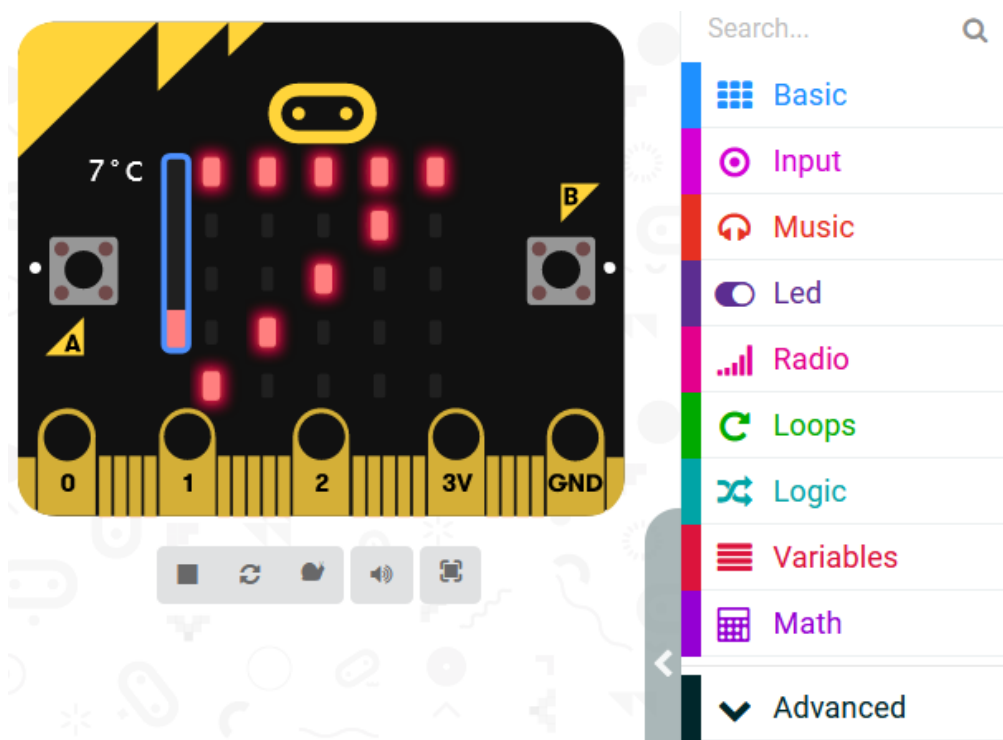 7°C
B
A
0 1 2 3V GND
Search...
Basic
Input
Music
Led
Radio
Loops
Logic
Variables
Math
Advanced